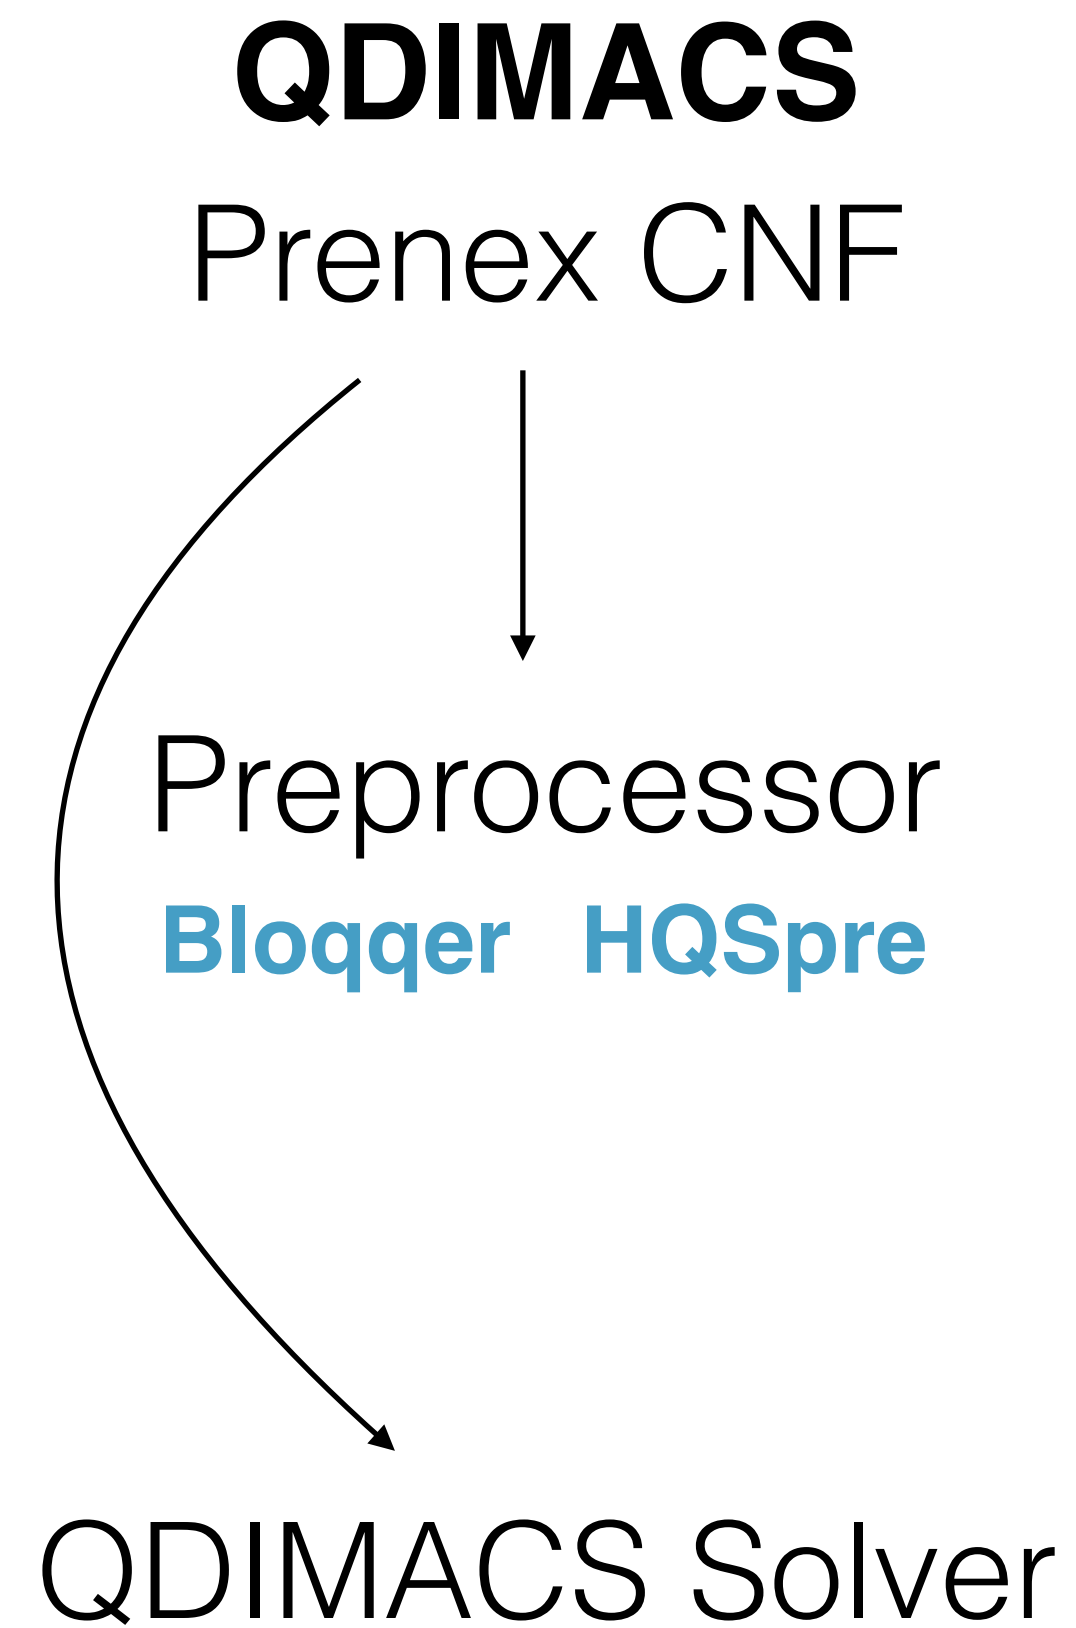 QDIMACS
Prenex CNF
Preprocessor
Bloqqer HQSpre
QDIMACS Solver